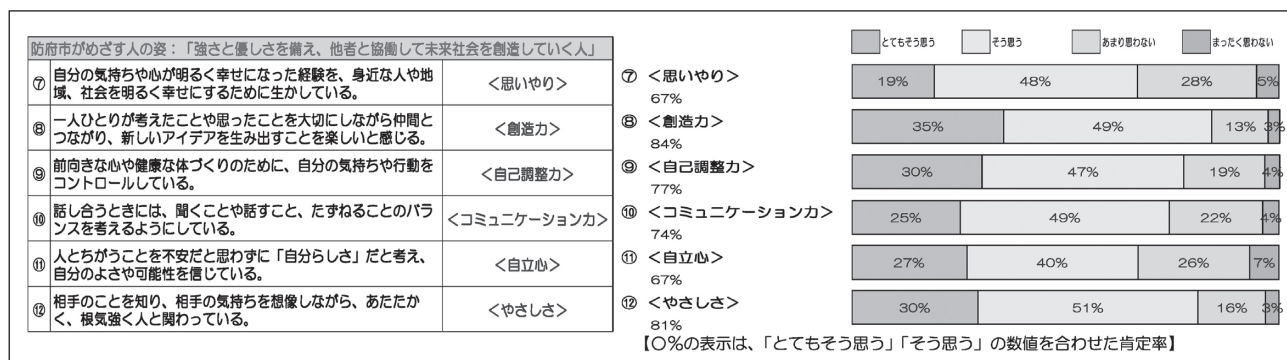 防府市がめざす人の姿：「強さと優しさを備え、他者と協働して未来社会を創造していく人」
⑦ 自分の気持ちや心が明るく幸せになった経験を、身近な人や地
域、社会を明るく幸せにするために生かしている。
＜思いやり＞
⑧ 一人ひとりが考えたことや思ったことを大切にしながら仲間と
つながり、新しいアイデアを生み出すことを楽しいと感じる。
＜創造力＞
⑨ 前向きな心や健康な体づくりのために、自分の気持ちや行動を
コントロールしている。
＜自己調整力＞
⑩ 話し合うときには、聞くことや話すこと、たずねることのバラ
ンスを考えるようにしている。
＜コミュニケーション力＞
⑪ 人とちがうことを不安だと思わずに「自分らしさ」だと考え、
自分のよさや可能性を信じている。
＜自立心＞
⑫ 相手のことを知り、相手の気持ちを想像しながら、あたたか
く、根気強く人と関わっている。
＜やさしさ＞
とてもそう思う そう思う あまり思わない まったく思わない
⑦ ＜思いやり＞
67%
19% 48% 28% 5%
⑧ ＜創造力＞
84%
35% 49% 13% 3%
⑨ ＜自己調整力＞
77%
30% 47% 19% 4%
⑩ ＜コミュニケーション力＞
74%
25% 49% 22% 4%
⑪ ＜自立心＞
67%
27% 40% 26% 7%
⑫ ＜やさしさ＞
81%
30% 51% 16% 3%
【○%の表示は、「とてもそう思う」「そう思う」の数値を合わせた肯定率】